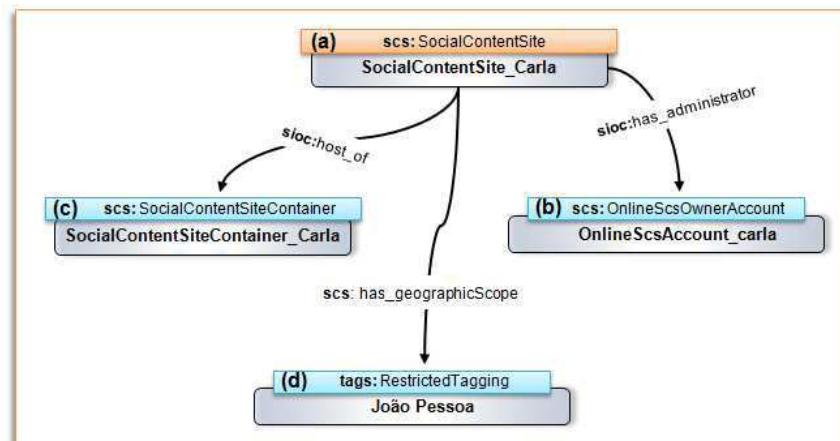 (a) scs: SocialContentSite
SocialContentSite_Carla
sioc:host_of
sioc:has_administrator
(c) scs: SocialContentSiteContainer
SocialContentSiteContainer_Carla
(b) scs: OnlineScsOwnerAccount
OnlineScsAccount_carla
scs: has_geographicScope
(d) tags: RestrictedTagging
João Pessoa